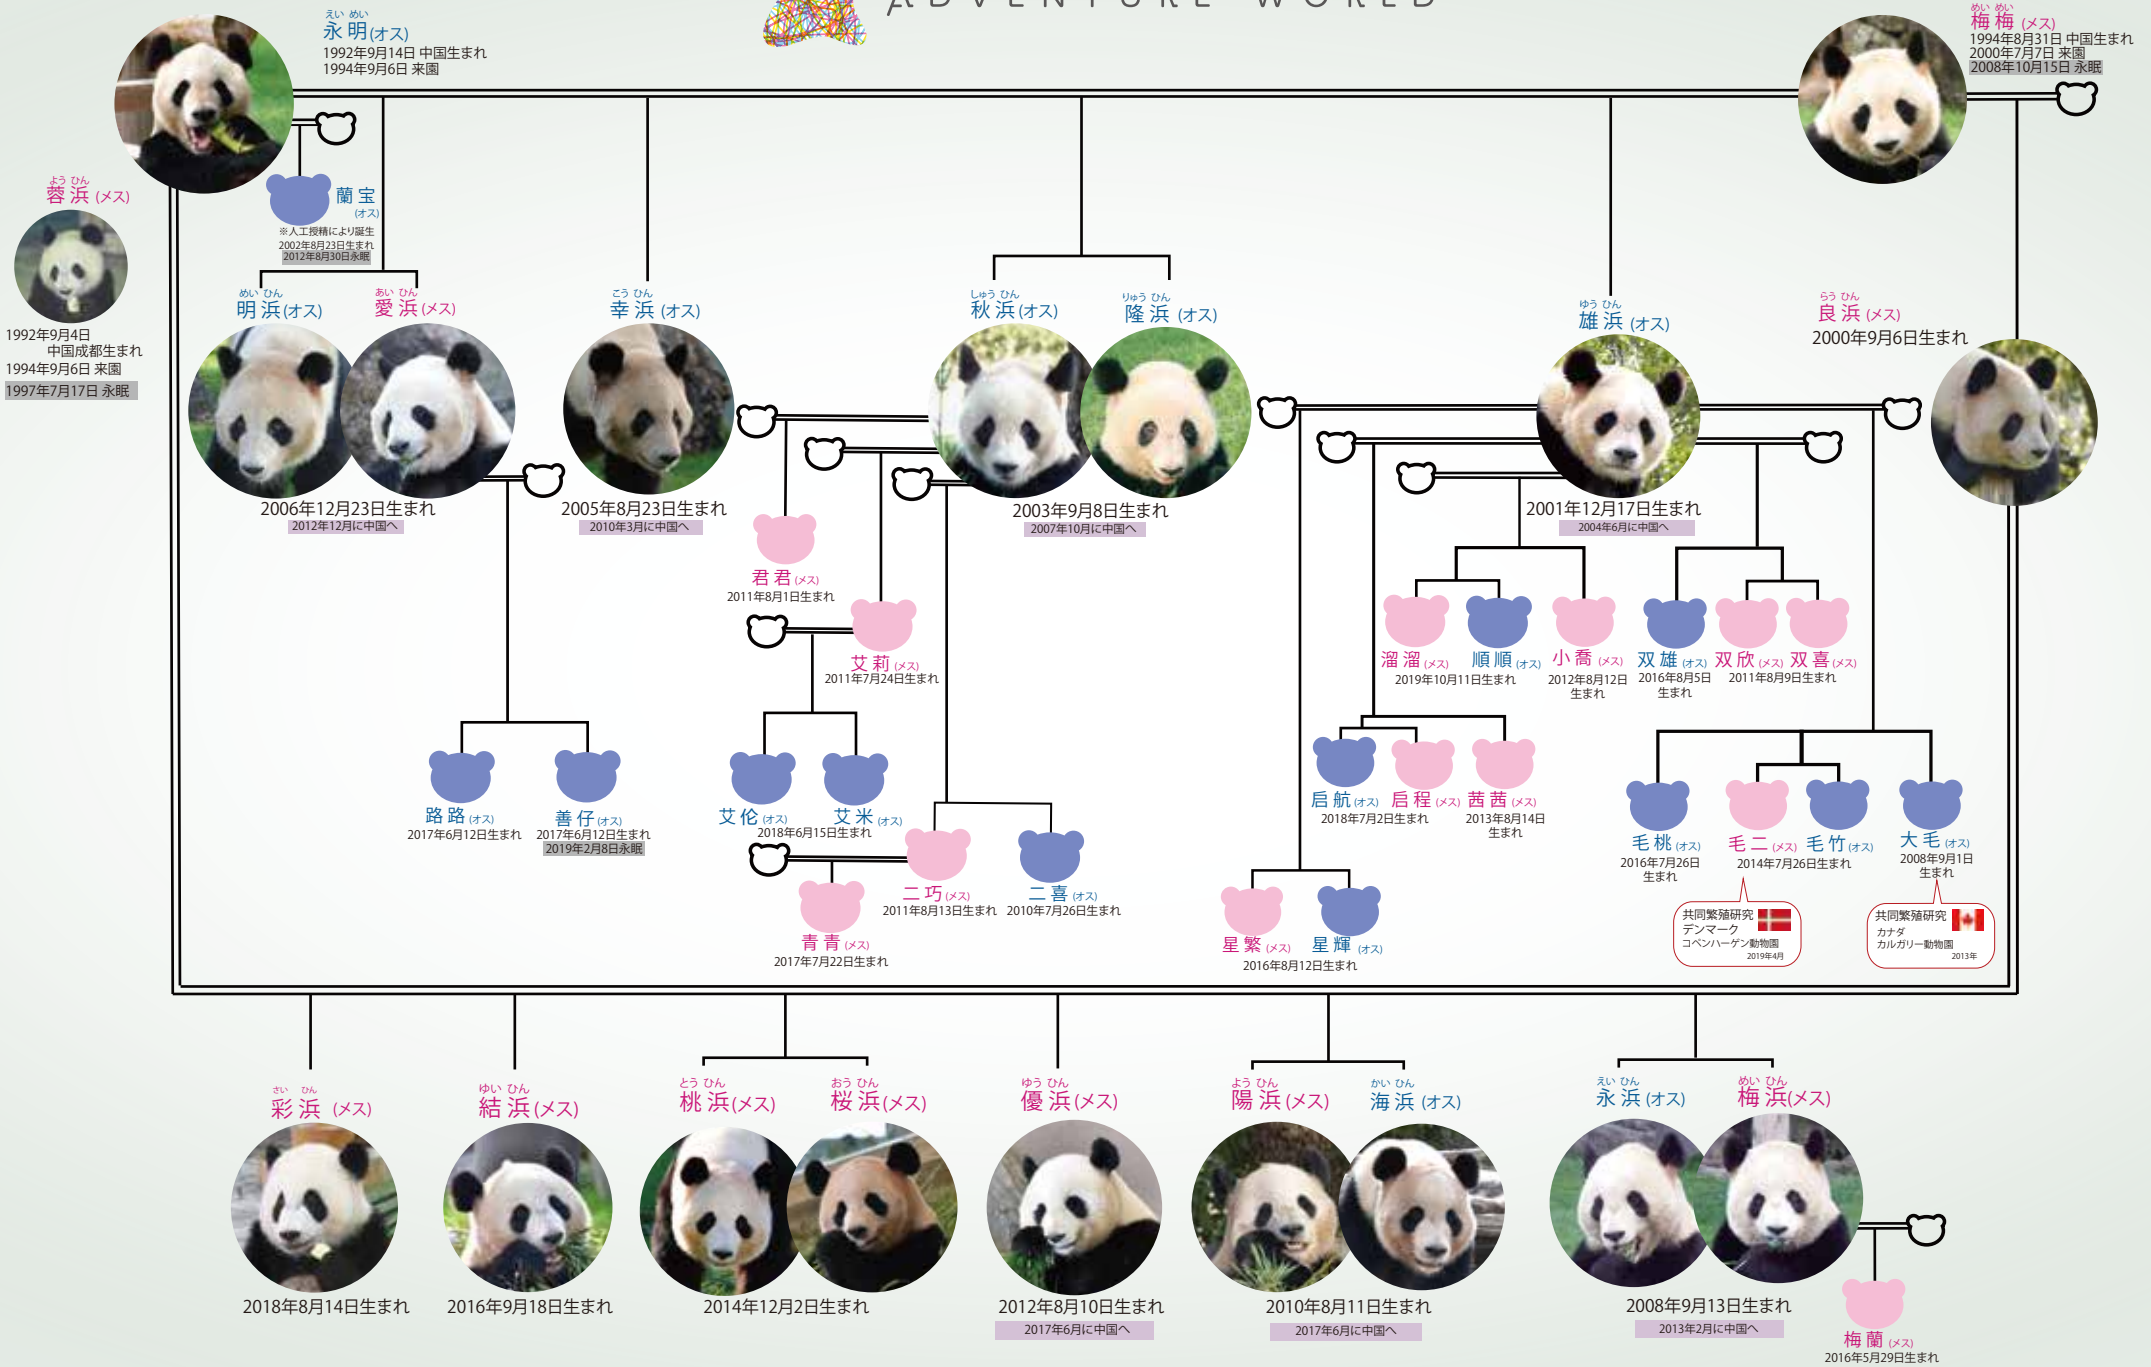 ADVENTURE WORLD
えい めい
永明(オス)
1992年9月14日 中国生まれ
1994年9月6日 来園
めい めい
梅梅(メス)
1994年8月31日 中国生まれ
2000年7月7日 来園
2008年10月15日 永眠
よう ひん
蓉浜(メス)
1992年9月4日
中国成都生まれ
1994年9月6日 来園
1997年7月17日 永眠
蘭宝
(オス)
※人工授精により誕生
2002年8月23日生まれ
2012年8月30日永眠
めい ひん
明浜(オス)
あい ひん
愛浜(メス)
2006年12月23日生まれ
2012年12月に中国へ
こう ひん
幸浜(オス)
2005年8月23日生まれ
2010年3月に中国へ
しゅう ひん
秋浜(オス)
りゅう ひん
隆浜(オス)
2003年9月8日生まれ
2007年10月に中国へ
ゆう ひん
雄浜(オス)
2001年12月17日生まれ
2004年6月に中国へ
らう ひん
良浜(メス)
2000年9月6日生まれ
君君(メス)
2011年8月1日生まれ
艾莉(メス)
2011年7月24日生まれ
溜溜(メス)
順順(オス)
2019年10月11日生まれ
小喬(メス)
2012年8月12日
生まれ
双雄(オス)
2016年8月5日
生まれ
双欣(メス)
双喜(メス)
2011年8月9日生まれ
路路(オス)
2017年6月12日生まれ
善仔(オス)
2017年6月12日生まれ
2019年2月8日永眠
艾伦(オス)
艾米(オス)
2018年6月15日生まれ
启航(オス)
启程(メス)
2018年7月2日生まれ
茜茜(メス)
2013年8月14日
生まれ
毛桃(オス)
2016年7月26日
生まれ
毛二(メス)
毛竹(オス)
2014年7月26日生まれ
大毛(オス)
2008年9月1日
生まれ
二巧(メス)
2011年8月13日生まれ
二喜(オス)
2010年7月26日生まれ
青青(メス)
2017年7月22日生まれ
星繁(メス)
星輝(オス)
2016年8月12日生まれ
共同繁殖研究
デンマーク
コペンハーゲン動物園
2019年4月
共同繁殖研究
カナダ
カルガリー動物園
2013年
さい ひん
彩浜(メス)
2018年8月14日生まれ
ゆい ひん
結浜(メス)
2016年9月18日生まれ
とう ひん
桃浜(メス)
おう ひん
桜浜(メス)
2014年12月2日生まれ
ゆう ひん
優浜(メス)
2012年8月10日生まれ
2017年6月に中国へ
よう ひん
陽浜(メス)
かい ひん
海浜(オス)
2010年8月11日生まれ
2017年6月に中国へ
えい ひん
永浜(オス)
めい ひん
梅浜(メス)
2008年9月13日生まれ
2013年2月に中国へ
梅蘭(メス)
2016年5月29日生まれ